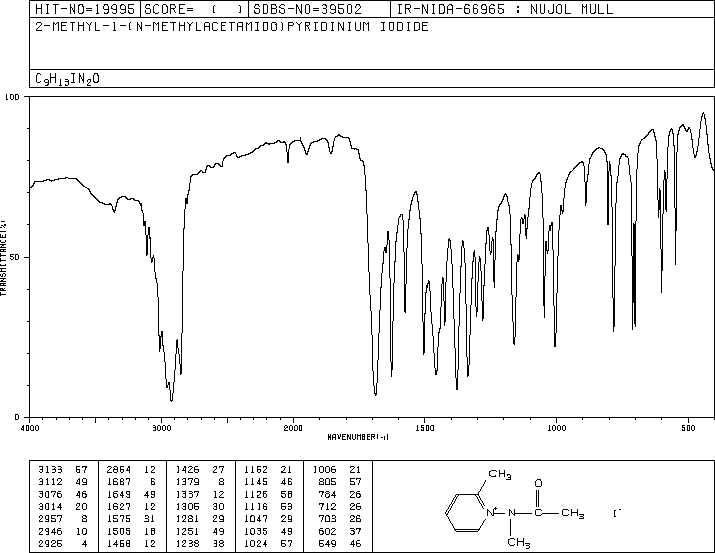 HIT-NO=19995 SCORE= ( ) SDBS-NO=39502 IR-NIDA-66965 : NUJOL MULL
2-METHYL-1-(N-METHYLACETAMIDO)PYRIDINIUM IODIDE
C9H13IN2O
100
50
0
TRANSMITTANCE(%)
4000 3000 2000 1500 1000 500
WAVENUMBER(-1)
3133 67 2854 12 1426 27 1162 21 1006 21
3112 49 1687 6 1379 8 1145 46 805 57
3076 46 1649 49 1337 12 1126 58 784 26
3014 20 1627 12 1305 30 1116 53 712 26
2957 8 1575 31 1281 29 1047 29 703 26
2946 10 1505 18 1251 49 1035 49 602 37
2925 4 1458 12 1238 38 1024 57 549 46
CH3
O
N+ N C CH3 I-
CH3